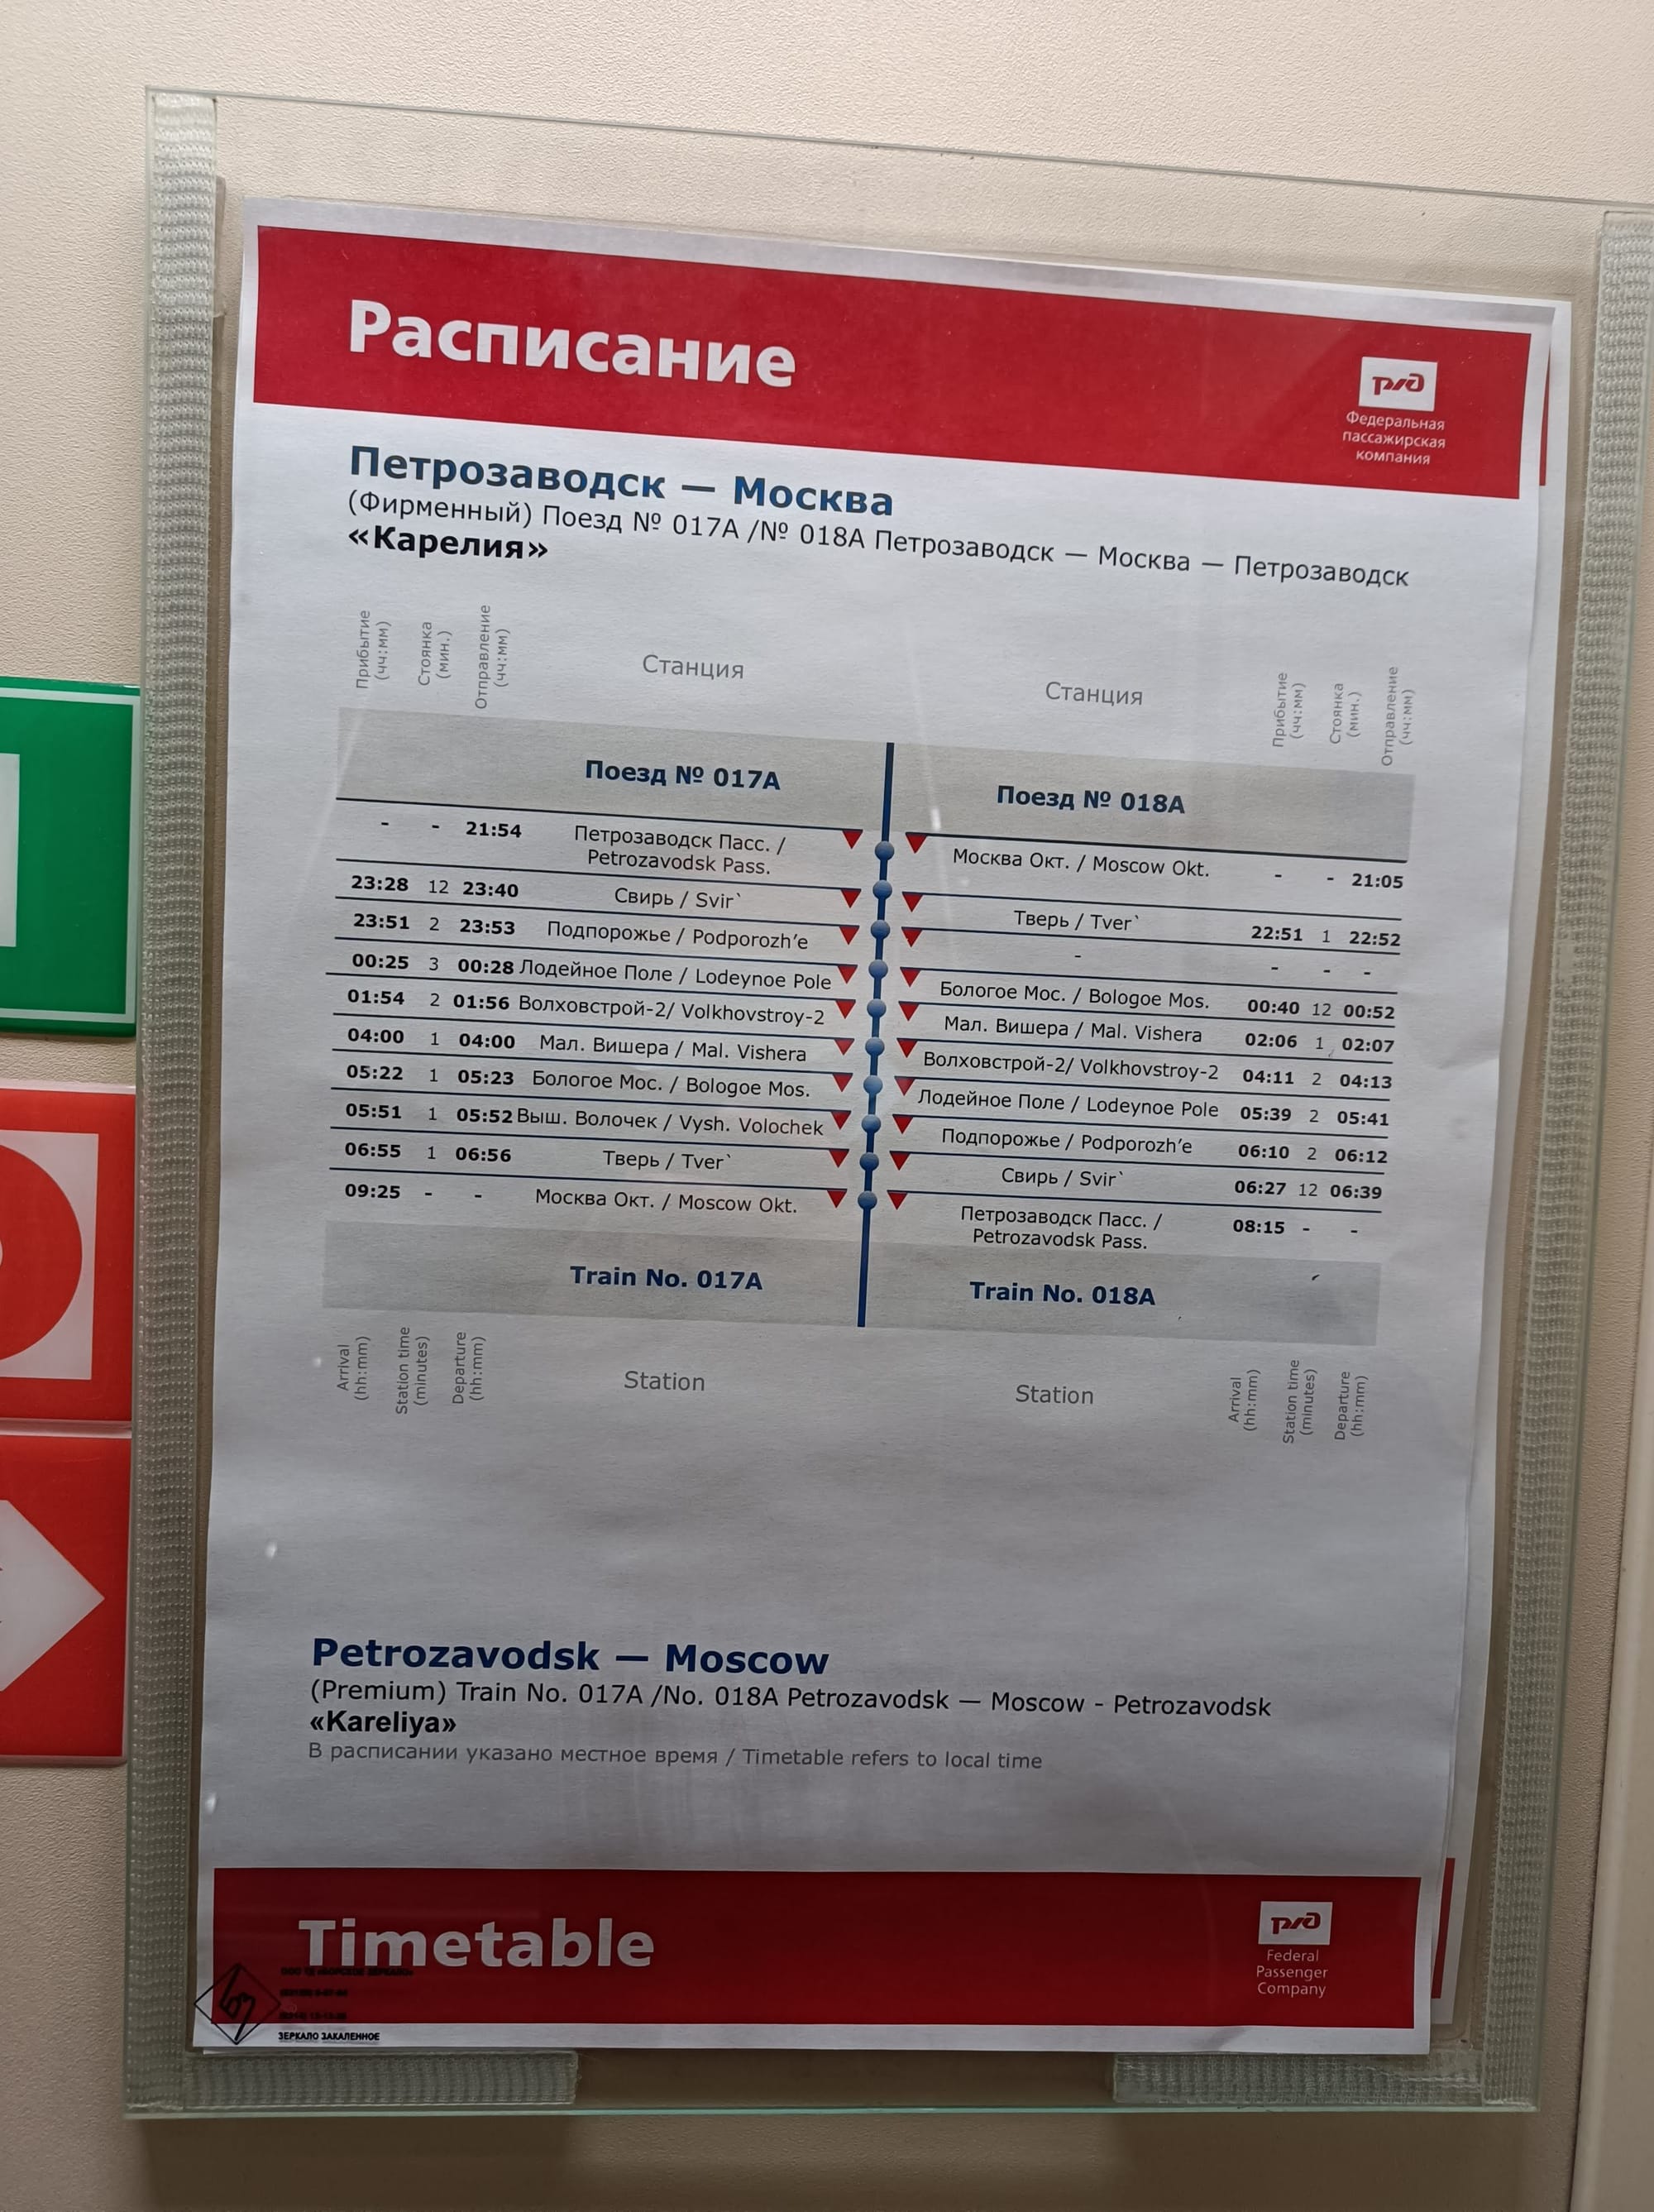 Расписание
РЖД
Федеральная
пассажирская
компания
Петрозаводск — Москва
(Фирменный) Поезд № 017А /№ 018А Петрозаводск — Москва — Петрозаводск
«Карелия»
Прибытие (чч:мм) Стоянка (мин.) Отправление (чч:мм) Станция
Станция Прибытие (чч:мм) Стоянка (мин.) Отправление (чч:мм)
Поезд № 017А
- - 21:54 Петрозаводск Пасс. /
Petrozavodsk Pass.
23:28 12 23:40 Свирь / Svir`
23:51 2 23:53 Подпорожье / Podporozh’e
00:25 3 00:28 Лодейное Поле / Lodeynoe Pole
01:54 2 01:56 Волховстрой-2/ Volkhovstroy-2
04:00 1 04:00 Мал. Вишера / Mal. Vishera
05:22 1 05:23 Бологое Мос. / Bologoe Mos.
05:51 1 05:52 Выш. Волочек / Vysh. Volochek
06:55 1 06:56 Тверь / Tver`
09:25 - - Москва Окт. / Moscow Okt.
Train No. 017A
Arrival (hh:mm) Station time (minutes) Departure (hh:mm) Station
Поезд № 018А
Москва Окт. / Moscow Okt. - - 21:05
Тверь / Tver` 22:51 1 22:52
- - - -
Бологое Мос. / Bologoe Mos. 00:40 12 00:52
Мал. Вишера / Mal. Vishera 02:06 1 02:07
Волховстрой-2/ Volkhovstroy-2 04:11 2 04:13
Лодейное Поле / Lodeynoe Pole 05:39 2 05:41
Подпорожье / Podporozh’e 06:10 2 06:12
Свирь / Svir` 06:27 12 06:39
Петрозаводск Пасс. / 08:15 - -
Petrozavodsk Pass.
Train No. 018A
Station Arrival (hh:mm) Station time (minutes) Departure (hh:mm)
Petrozavodsk — Moscow
(Premium) Train No. 017A /No. 018A Petrozavodsk — Moscow - Petrozavodsk
«Kareliya»
В расписании указано местное время / Timetable refers to local time
Timetable
РЖД
Federal
Passenger
Company
ЗЕРКАЛО ЗАКАЛЕННОЕ